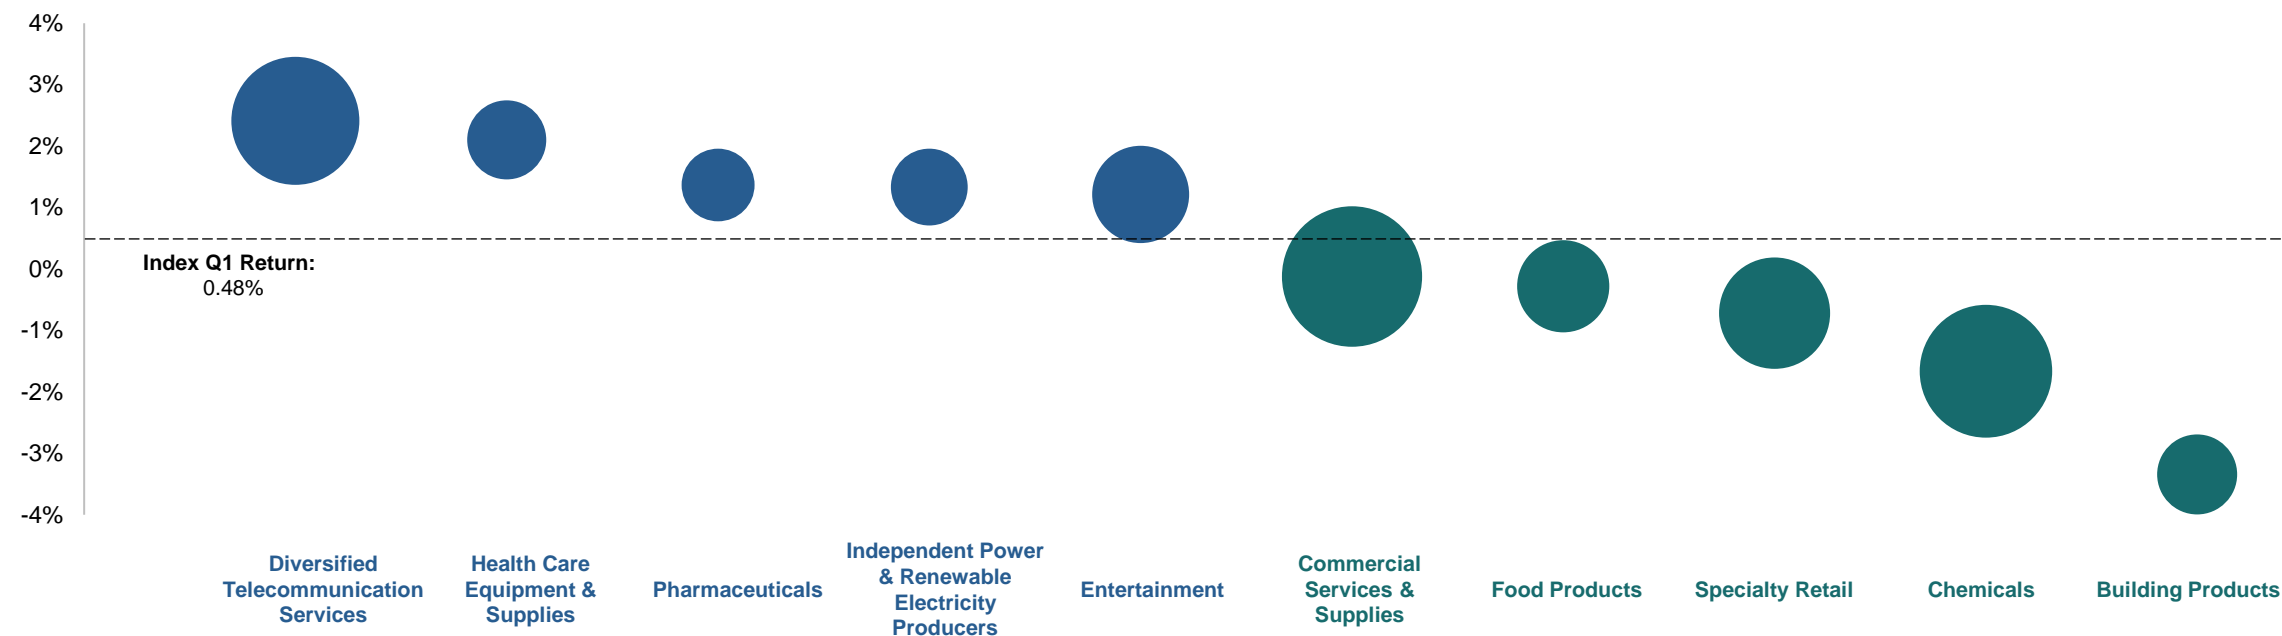 4%
3%
2%
1%
0%
-1%
-2%
-3%
-4%
Index Q1 Return:
0.48%
Diversified
Telecommunication
Services
Health Care
Equipment &
Supplies
Pharmaceuticals
Independent Power
& Renewable
Electricity
Producers
Entertainment
Commercial
Services &
Supplies
Food Products
Specialty Retail
Chemicals
Building Products